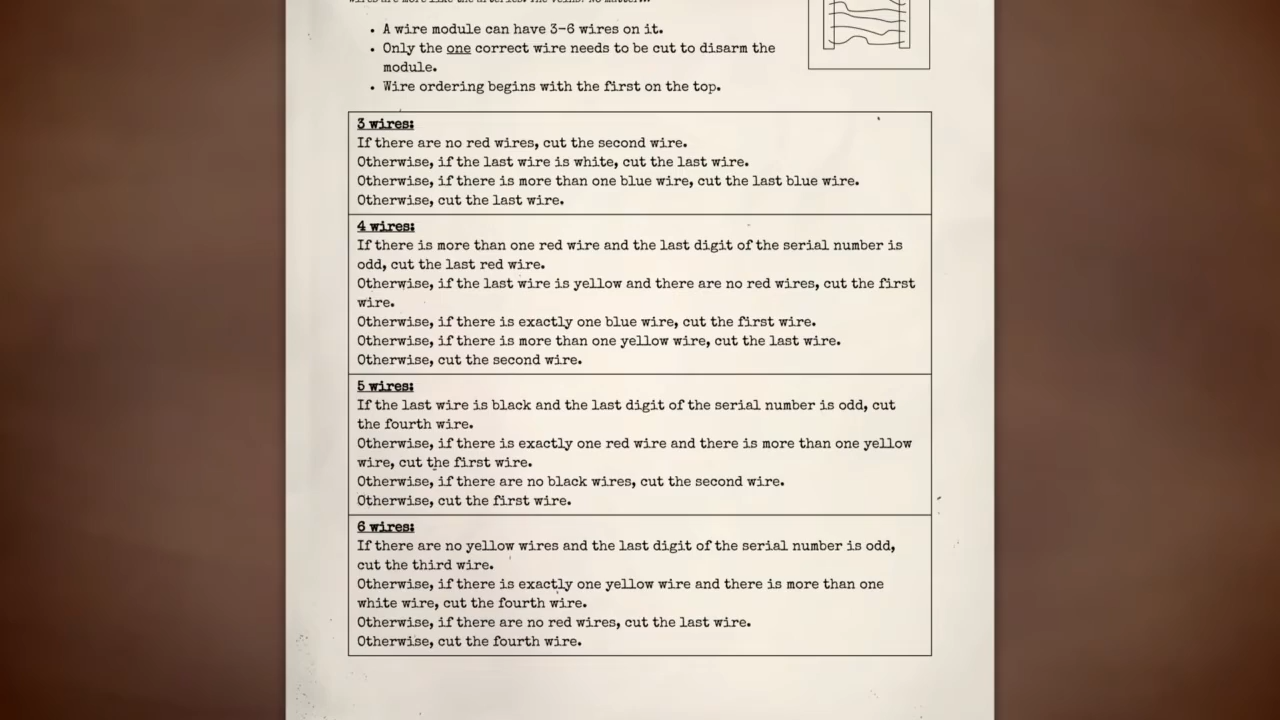 wires are more like the arteries. The veins? No matter...
• A wire module can have 3-6 wires on it.
• Only the one correct wire needs to be cut to disarm the
module.
• Wire ordering begins with the first on the top.
3 wires:
If there are no red wires, cut the second wire.
Otherwise, if the last wire is white, cut the last wire.
Otherwise, if there is more than one blue wire, cut the last blue wire.
Otherwise, cut the last wire.
4 wires:
If there is more than one red wire and the last digit of the serial number is
odd, cut the last red wire.
Otherwise, if the last wire is yellow and there are no red wires, cut the first
wire.
Otherwise, if there is exactly one blue wire, cut the first wire.
Otherwise, if there is more than one yellow wire, cut the last wire.
Otherwise, cut the second wire.
5 wires:
If the last wire is black and the last digit of the serial number is odd, cut
the fourth wire.
Otherwise, if there is exactly one red wire and there is more than one yellow
wire, cut the first wire.
Otherwise, if there are no black wires, cut the second wire.
Otherwise, cut the first wire.
6 wires:
If there are no yellow wires and the last digit of the serial number is odd,
cut the third wire.
Otherwise, if there is exactly one yellow wire and there is more than one
white wire, cut the fourth wire.
Otherwise, if there are no red wires, cut the last wire.
Otherwise, cut the fourth wire.